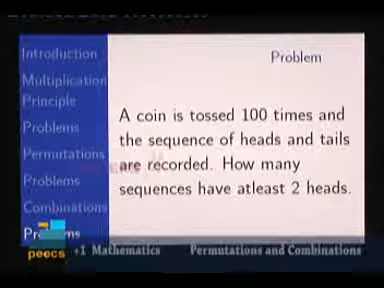 Introduction
Multiplication
Principle
Problems
Permutations
Problems
Combinations
Problems
Problem
A coin is tossed 100 times and
the sequence of heads and tails
are recorded. How many
sequences have atleast 2 heads.
peecs
+1 Mathematics
Permutations and Combinations